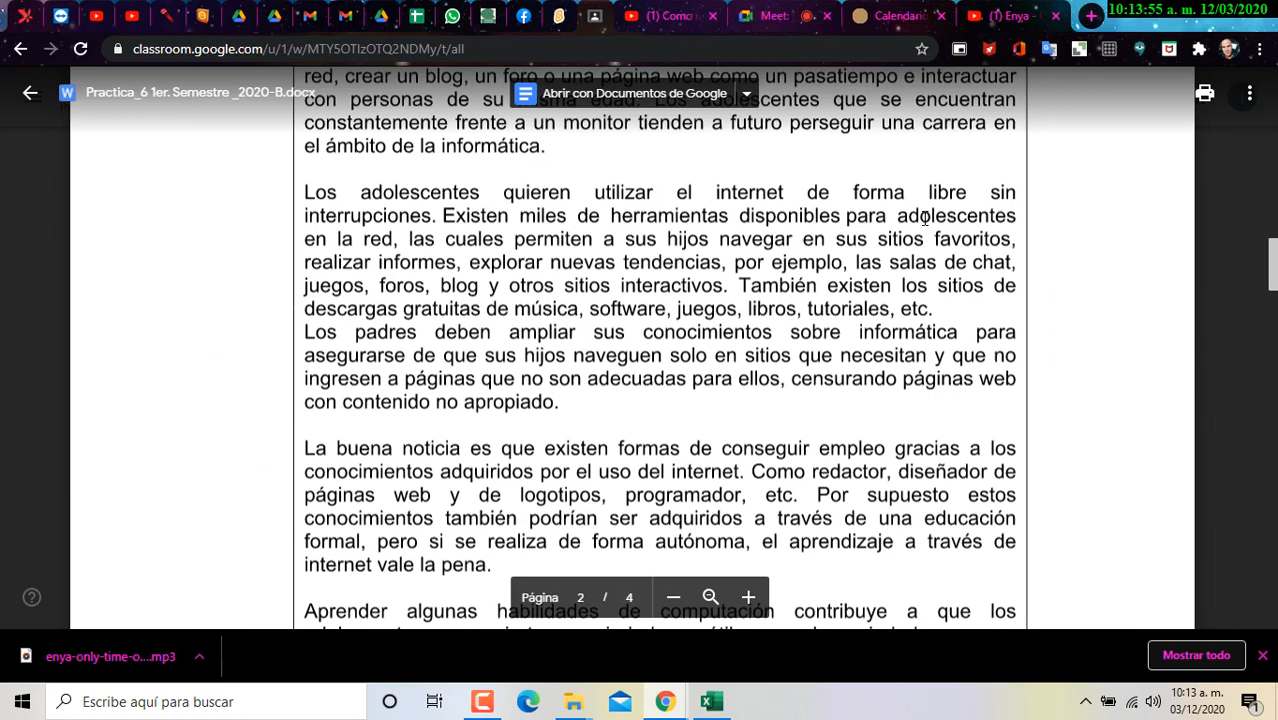 (1) Como u
Meet:
Calendario
(1) Enya -
10:13:55 a. m. 12/03/2020
classroom.google.com/u/1/w/MTY5OTIzOTQ2NDMy/t/all
red, crear un blog, un foro o una página web como un pasatiempo e interactuar
Practica_6 1er. Semestre _2020-B.docx
Abrir con Documentos de Google
con personas de su misma edad. Los adolescentes que se encuentran
constantemente frente a un monitor tienden a futuro perseguir una carrera en
el ámbito de la informática.
Los adolescentes quieren utilizar el internet de forma libre sin
interrupciones. Existen miles de herramientas disponibles para adolescentes
en la red, las cuales permiten a sus hijos navegar en sus sitios favoritos,
realizar informes, explorar nuevas tendencias, por ejemplo, las salas de chat,
juegos, foros, blog y otros sitios interactivos. También existen los sitios de
descargas gratuitas de música, software, juegos, libros, tutoriales, etc.
Los padres deben ampliar sus conocimientos sobre informática para
asegurarse de que sus hijos naveguen solo en sitios que necesitan y que no
ingresen a páginas que no son adecuadas para ellos, censurando páginas web
con contenido no apropiado.
La buena noticia es que existen formas de conseguir empleo gracias a los
conocimientos adquiridos por el uso del internet. Como redactor, diseñador de
páginas web y de logotipos, programador, etc. Por supuesto estos
conocimientos también podrían ser adquiridos a través de una educación
formal, pero si se realiza de forma autónoma, el aprendizaje a través de
internet vale la pena.
Página 2 / 4
Aprender algunas habilidades de computación contribuye a que los
enya-only-time-o....mp3
Mostrar todo
Escribe aquí para buscar
10:13 a. m.
03/12/2020